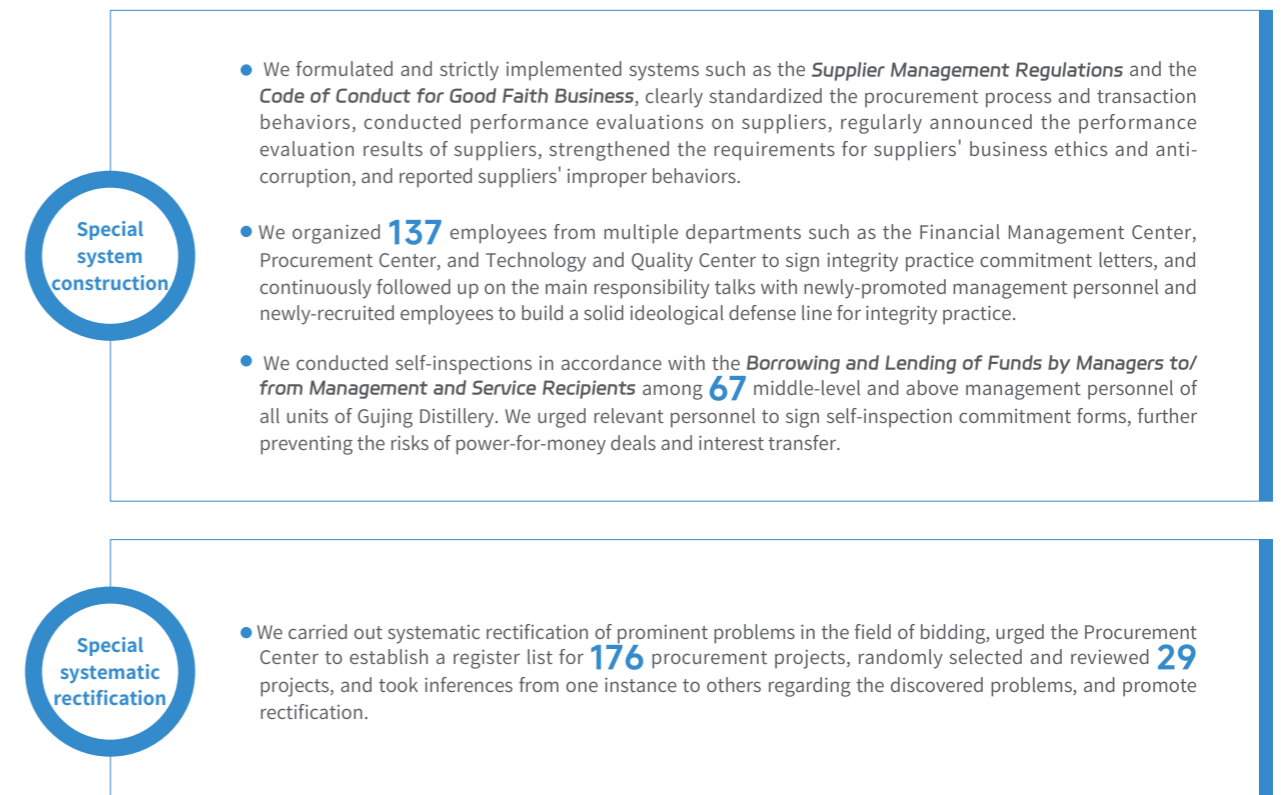 Special
system
construction
● We formulated and strictly implemented systems such as the Supplier Management Regulations and the
Code of Conduct for Good Faith Business, clearly standardized the procurement process and transaction
behaviors, conducted performance evaluations on suppliers, regularly announced the performance
evaluation results of suppliers, strengthened the requirements for suppliers' business ethics and anti-
corruption, and reported suppliers' improper behaviors.
● We organized 137 employees from multiple departments such as the Financial Management Center,
Procurement Center, and Technology and Quality Center to sign integrity practice commitment letters, and
continuously followed up on the main responsibility talks with newly-promoted management personnel and
newly-recruited employees to build a solid ideological defense line for integrity practice.
● We conducted self-inspections in accordance with the Borrowing and Lending of Funds by Managers to/
from Management and Service Recipients among 67 middle-level and above management personnel of
all units of Gujing Distillery. We urged relevant personnel to sign self-inspection commitment forms, further
preventing the risks of power-for-money deals and interest transfer.
Special
systematic
rectification
● We carried out systematic rectification of prominent problems in the field of bidding, urged the Procurement
Center to establish a register list for 176 procurement projects, randomly selected and reviewed 29
projects, and took inferences from one instance to others regarding the discovered problems, and promote
rectification.